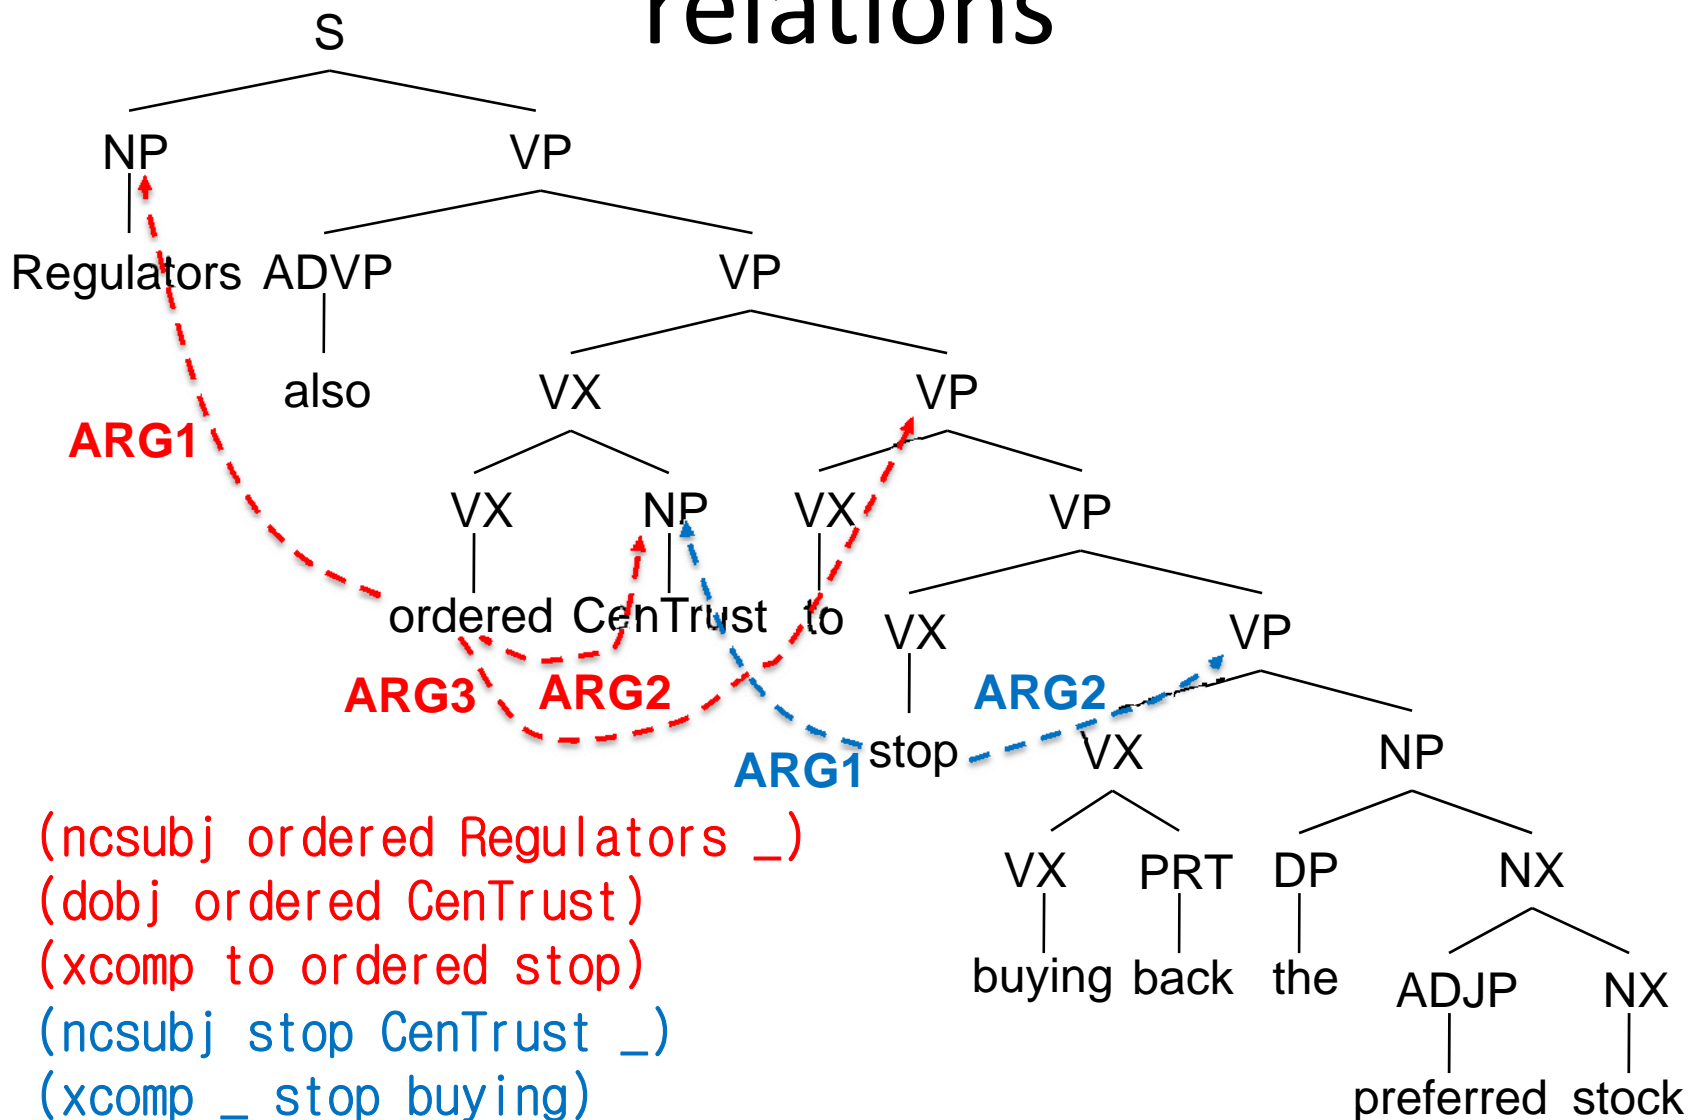 relations
S
NP VP
Regulators ADVP VP
also VX VP
ARG1
VX NP VX VP
ordered CenTrust to VX VP
ARG3 ARG2 ARG2
ARG1 stop VX NP
(ncsubj ordered Regulators _)
VX PRT DP NX
(dobj ordered CenTrust)
(xcomp to ordered stop)
buying back the ADJP NX
(ncsubj stop CenTrust _)
(xcomp _ stop buying)
preferred stock